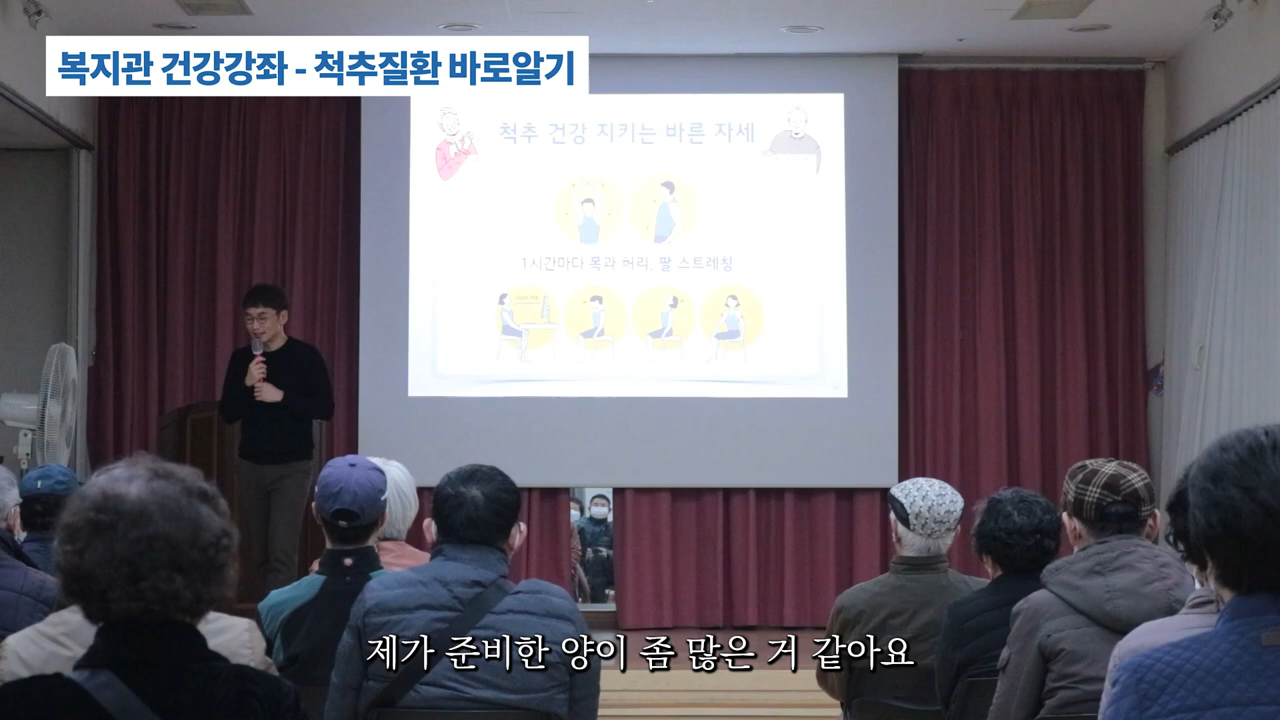 복지관 건강강좌 - 척추질환 바로알기
척추 건강 지키는 바른 자세
1시간마다 목과 허리, 팔 스트레칭
제가 준비한 양이 좀 많은 거 같아요